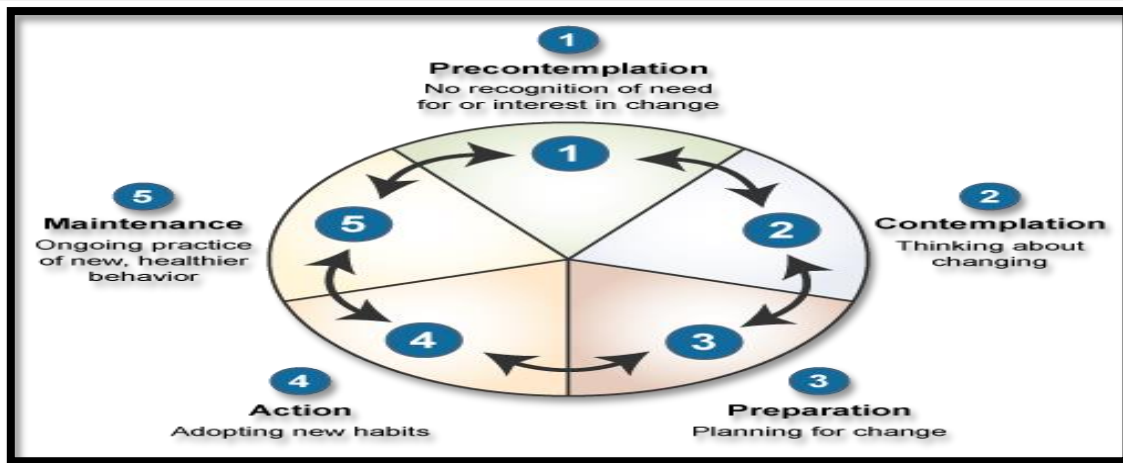 1
Precontemplation
No recognition of need
for or interest in change
1
5
Maintenance
Ongoing practice
of new, healthier
behavior
5
2
2
Contemplation
Thinking about
changing
4
3
4
Action
Adopting new habits
3
Preparation
Planning for change